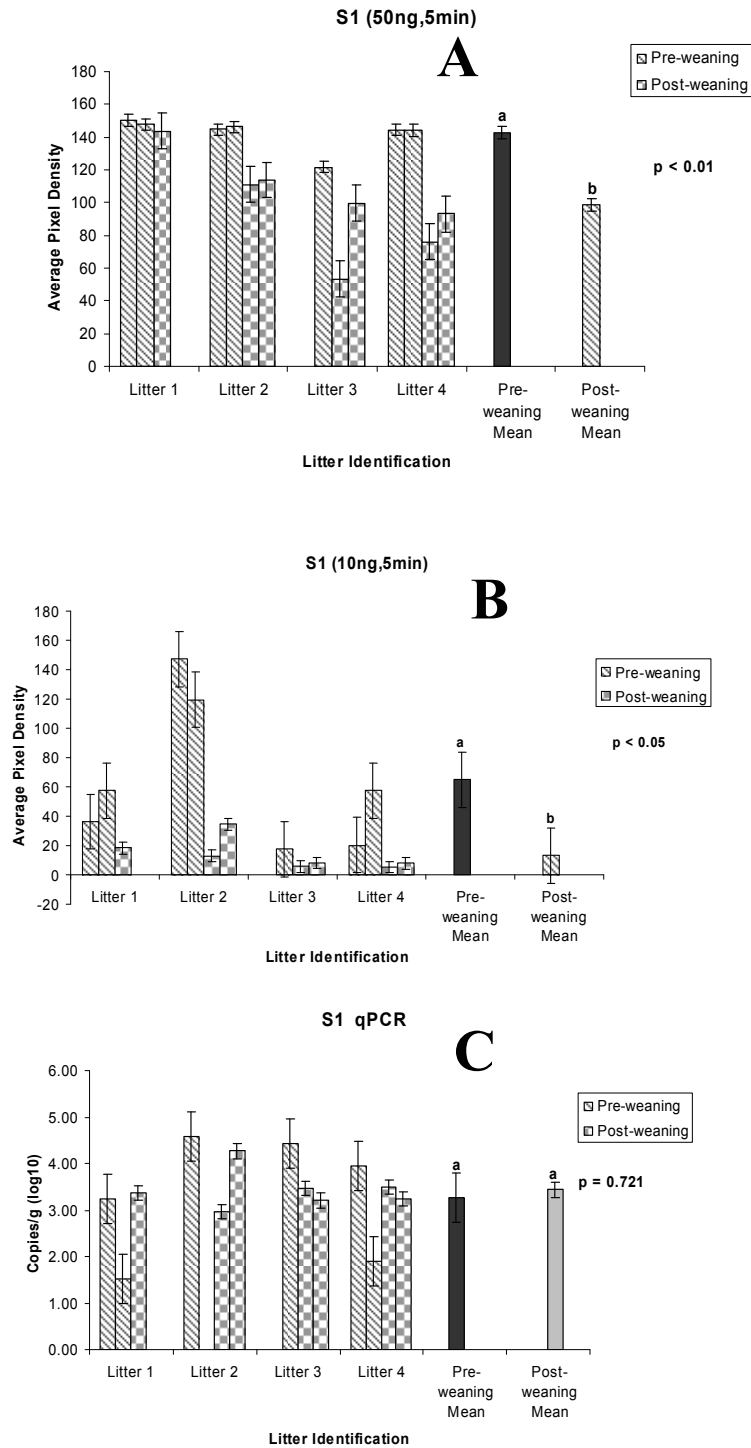 S1 (50ng,5min)
A
Pre-weaning
Post-weaning
p < 0.01
Average Pixel Density
180
160
140
120
100
80
60
40
20
0
a
b
Litter 1 Litter 2 Litter 3 Litter 4 Pre-weaning Mean Post-weaning Mean
Litter Identification
S1 (10ng,5min)
B
Pre-weaning
Post-weaning
p < 0.05
Average Pixel Density
180
160
140
120
100
80
60
40
20
0
-20
a
b
Litter 1 Litter 2 Litter 3 Litter 4 Pre-weaning Mean Post-weaning Mean
Litter Identification
S1 qPCR
C
Pre-weaning
Post-weaning
p = 0.721
Copies/g (log10)
6.00
5.00
4.00
3.00
2.00
1.00
0.00
a
a
Litter 1 Litter 2 Litter 3 Litter 4 Pre-weaning Mean Post-weaning Mean
Litter Identification